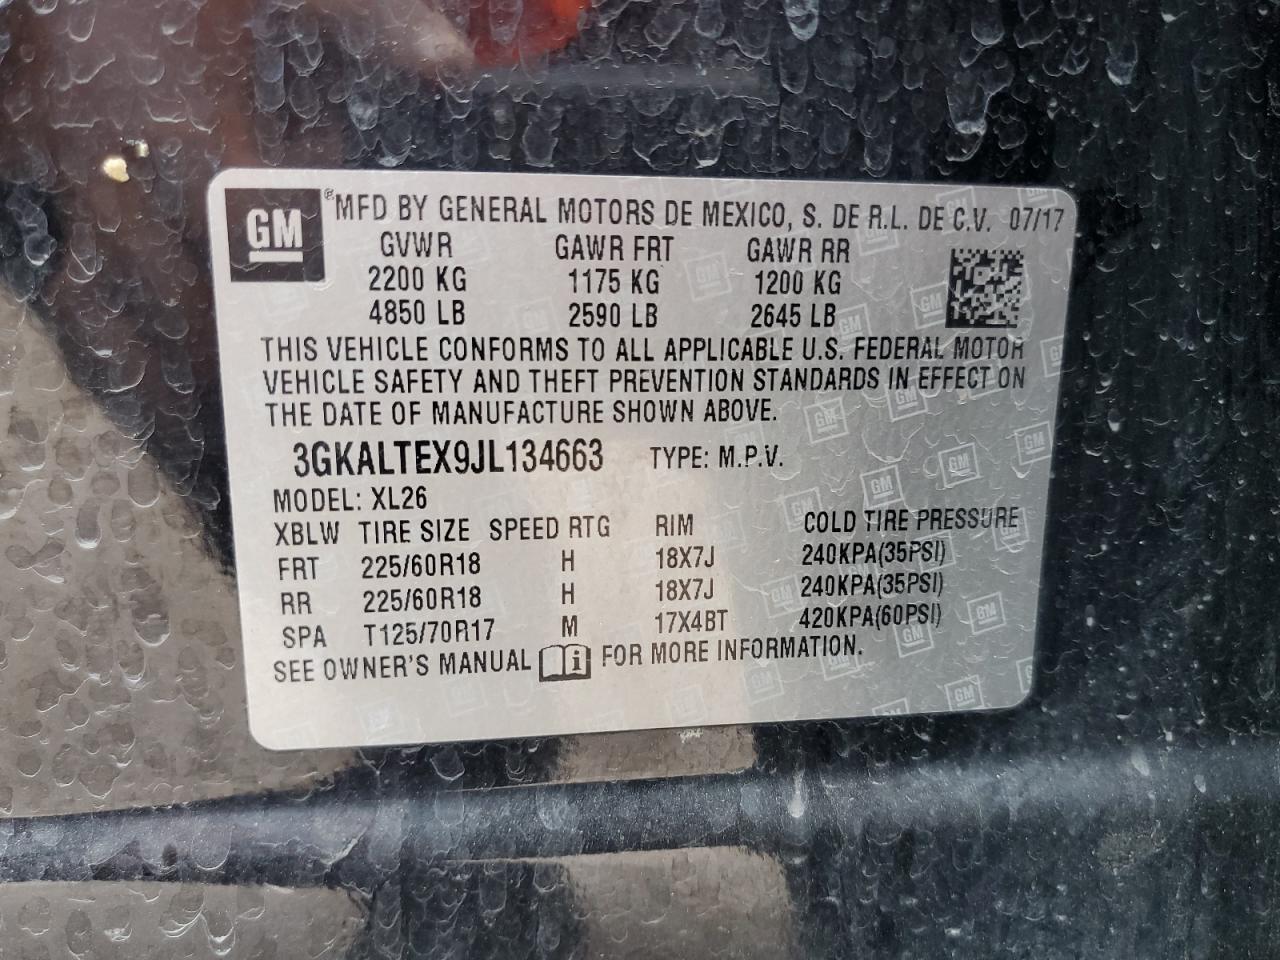 GM ® MFD BY GENERAL MOTORS DE MEXICO, S. DE R.L. DE C.V. 07/17
GVWR GAWR FRT GAWR RR
2200 KG 1175 KG 1200 KG
4850 LB 2590 LB 2645 LB
THIS VEHICLE CONFORMS TO ALL APPLICABLE U.S. FEDERAL MOTOR
VEHICLE SAFETY AND THEFT PREVENTION STANDARDS IN EFFECT ON
THE DATE OF MANUFACTURE SHOWN ABOVE.
3GKALTEX9JL134663 TYPE: M.P.V.
MODEL: XL26
XBLW TIRE SIZE SPEED RTG RIM COLD TIRE PRESSURE
FRT 225/60R18 H 18X7J 240KPA(35PSI)
RR 225/60R18 H 18X7J 240KPA(35PSI)
SPA T125/70R17 M 17X4BT 420KPA(60PSI)
SEE OWNER'S MANUAL i FOR MORE INFORMATION.